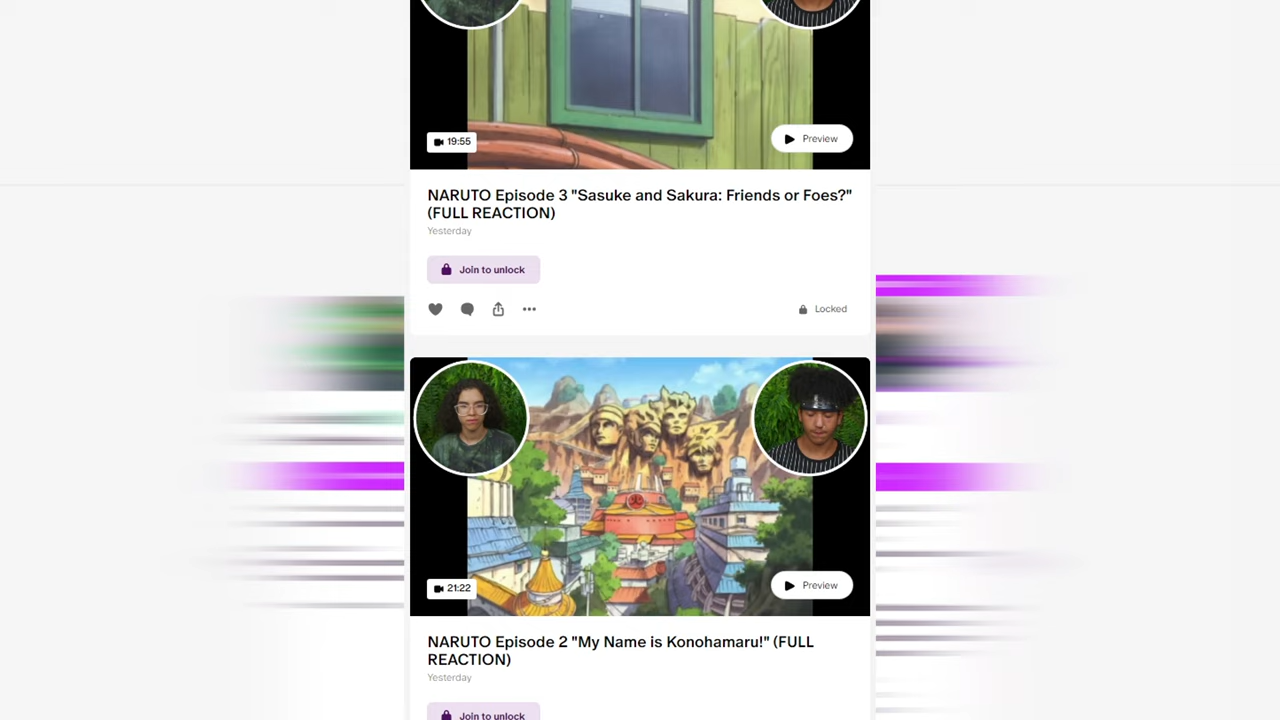 19:55
Preview
NARUTO Episode 3 "Sasuke and Sakura: Friends or Foes?"
(FULL REACTION)
Yesterday
Join to unlock
Locked
21:22
Preview
NARUTO Episode 2 "My Name is Konohamaru!" (FULL
REACTION)
Yesterday
Join to unlock